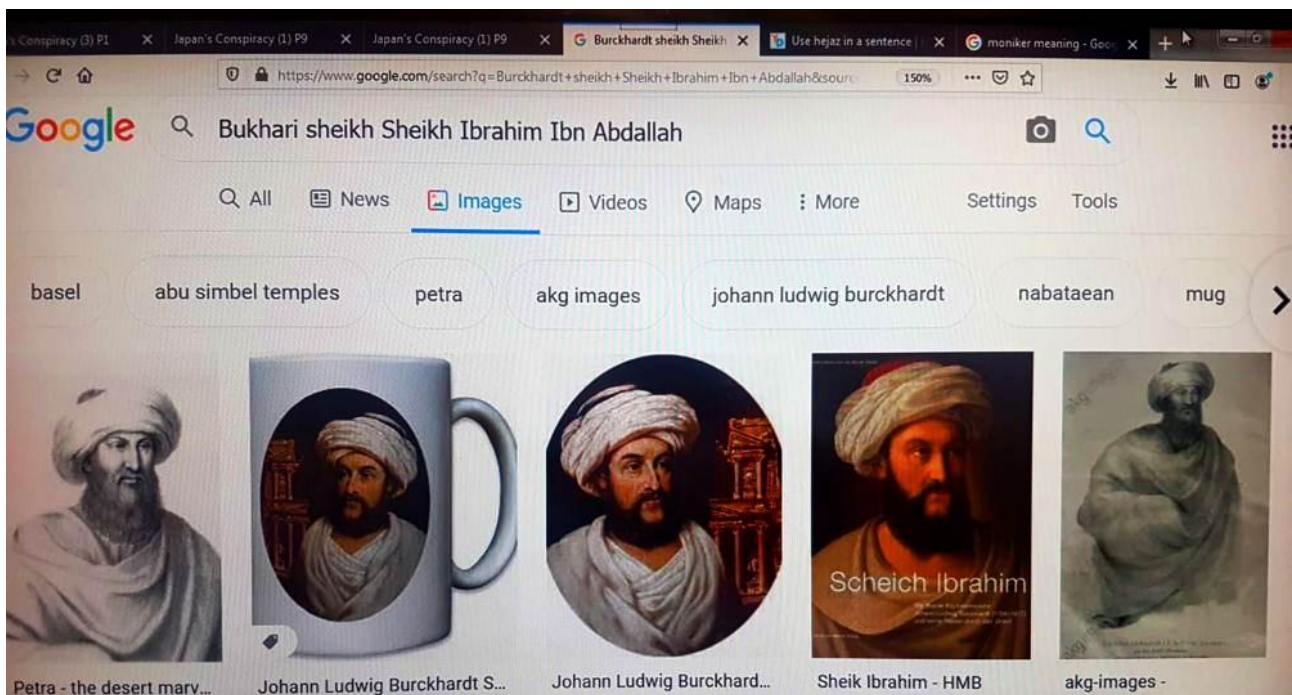 's Conspiracy (3) P1 Japan's Conspiracy (1) P9 Japan's Conspiracy (1) P9 Burckhardt sheikh Sheikh Use hejaz in a sentence moniker meaning - Goo
https://www.google.com/search?q=Burckhardt+sheikh+Sheikh+Ibrahim+Ibn+Abdallah&sourc 150%
Google Bukhari sheikh Sheikh Ibrahim Ibn Abdallah
All News Images Videos Maps More Settings Tools
basel abu simbel temples petra akg images johann ludwig burckhardt nabataean mug
Scheich Ibrahim
akg
Petra - the desert marv... Johann Ludwig Burckhardt S... Johann Ludwig Burckhard... Sheik Ibrahim - HMB akg-images -